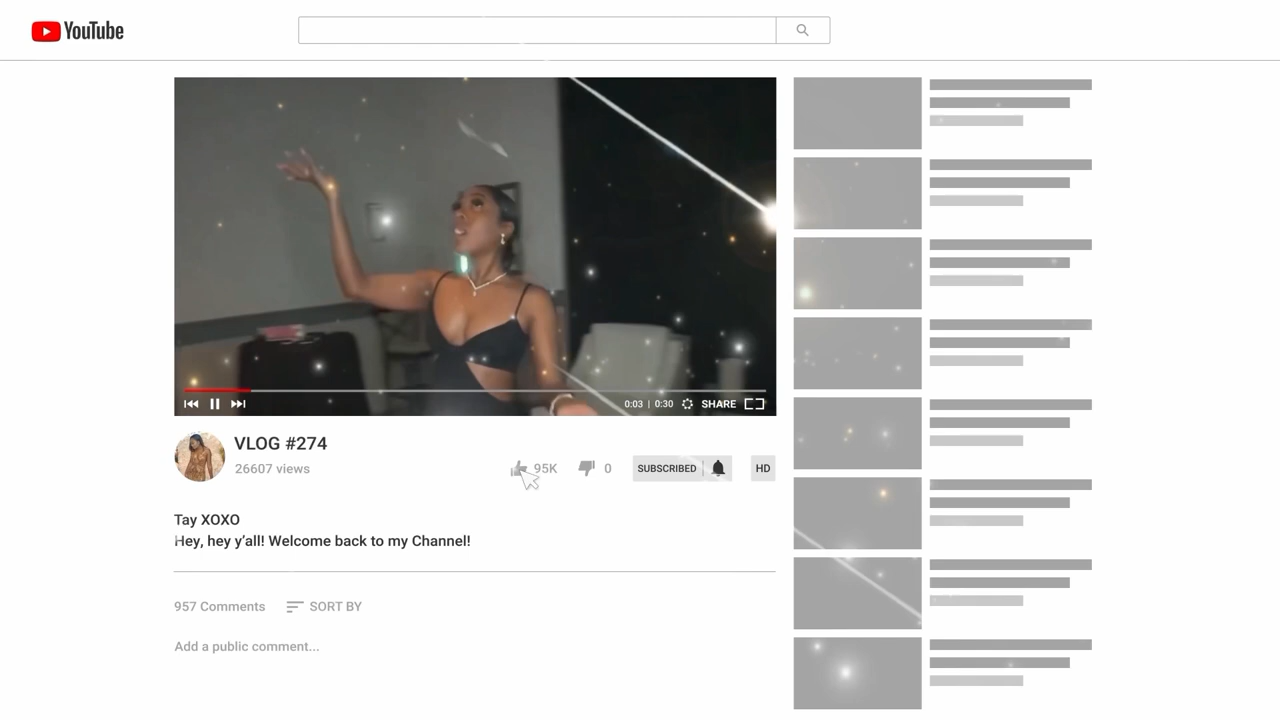 YouTube
0:03 | 0:30 SHARE
VLOG #274
26607 views
95K 0 SUBSCRIBED HD
Tay XOXO
Hey, hey y’all! Welcome back to my Channel!
957 Comments SORT BY
Add a public comment...